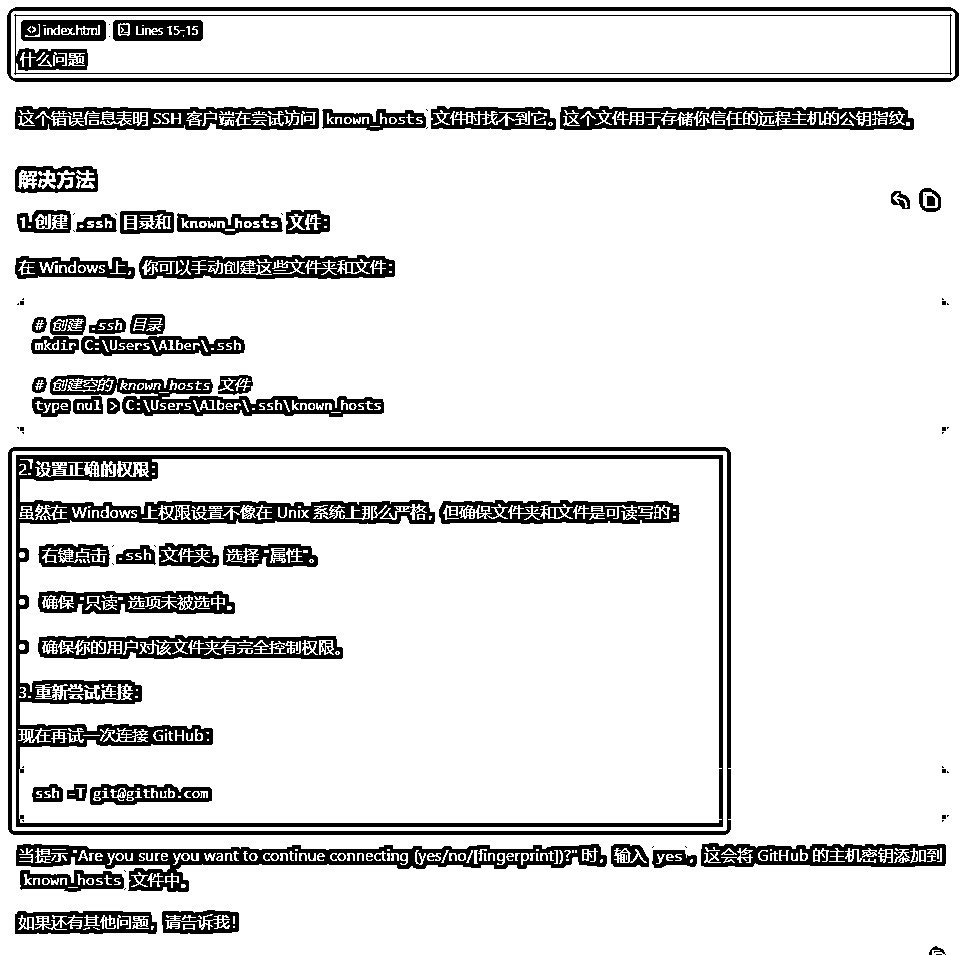 index.html Lines 15-15
什么问题
这个错误信息表明 SSH 客户端在尝试访问 known_hosts 文件时找不到它。这个文件用于存储你信任的远程主机的公钥指纹。
解决方法
1. 创建 .ssh 目录和 known_hosts 文件：
在 Windows 上，你可以手动创建这些文件夹和文件：
# 创建 .ssh 目录
mkdir C:\Users\Alber\.ssh
# 创建空的 known_hosts 文件
type nul > C:\Users\Alber\.ssh\known_hosts
2. 设置正确的权限：
虽然在 Windows 上权限设置不像在 Unix 系统上那么严格，但确保文件夹和文件是可读写的：
右键点击 .ssh 文件夹，选择 "属性"。
确保 "只读" 选项未被选中。
确保你的用户对该文件夹有完全控制权限。
3. 重新尝试连接：
现在再试一次连接 GitHub：
ssh -T git@github.com
当提示 "Are you sure you want to continue connecting (yes/no/[fingerprint])?" 时，输入 yes，这会将 GitHub 的主机密钥添加到
known_hosts 文件中。
如果还有其他问题，请告诉我！